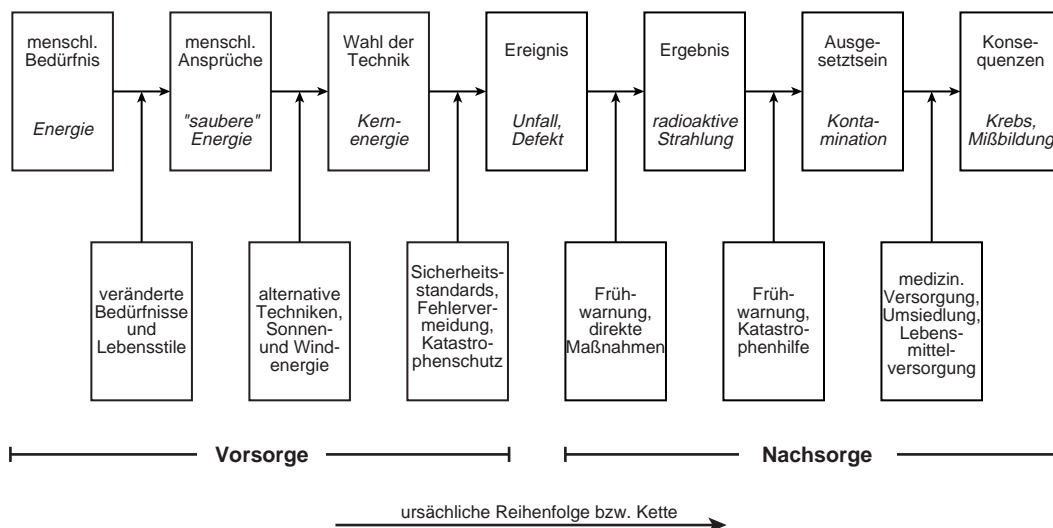 menschl.
Bedürfnis
Energie
menschl.
Ansprüche
"saubere"
Energie
Wahl der
Technik
Kern-
energie
Ereignis
Unfall,
Defekt
Ergebnis
radioaktive
Strahlung
Ausge-
setztsein
Konta-
mination
Konse-
quenzen
Krebs,
Mißbildung
veränderte
Bedürfnisse
und
Lebensstile
alternative
Techniken,
Sonnen-
und Wind-
energie
Sicherheits-
standards,
Fehlerver-
meidung,
Katastro-
phenschutz
Früh-
warnung,
direkte
Maßnahmen
Früh-
warnung,
Katastro-
phenhilfe
medizin.
Versorgung,
Umsiedlung,
Lebens-
mittel-
versorgung
Vorsorge
Nachsorge
ursächliche Reihenfolge bzw. Kette